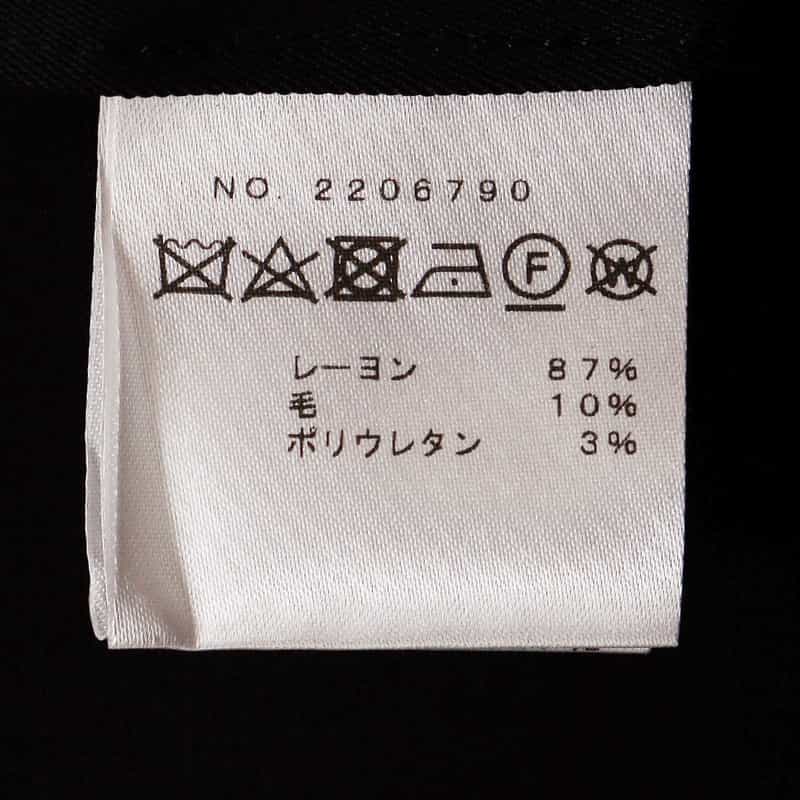 NO. 2206790
F W
レーヨン 87%
毛 10%
ポリウレタン 3%